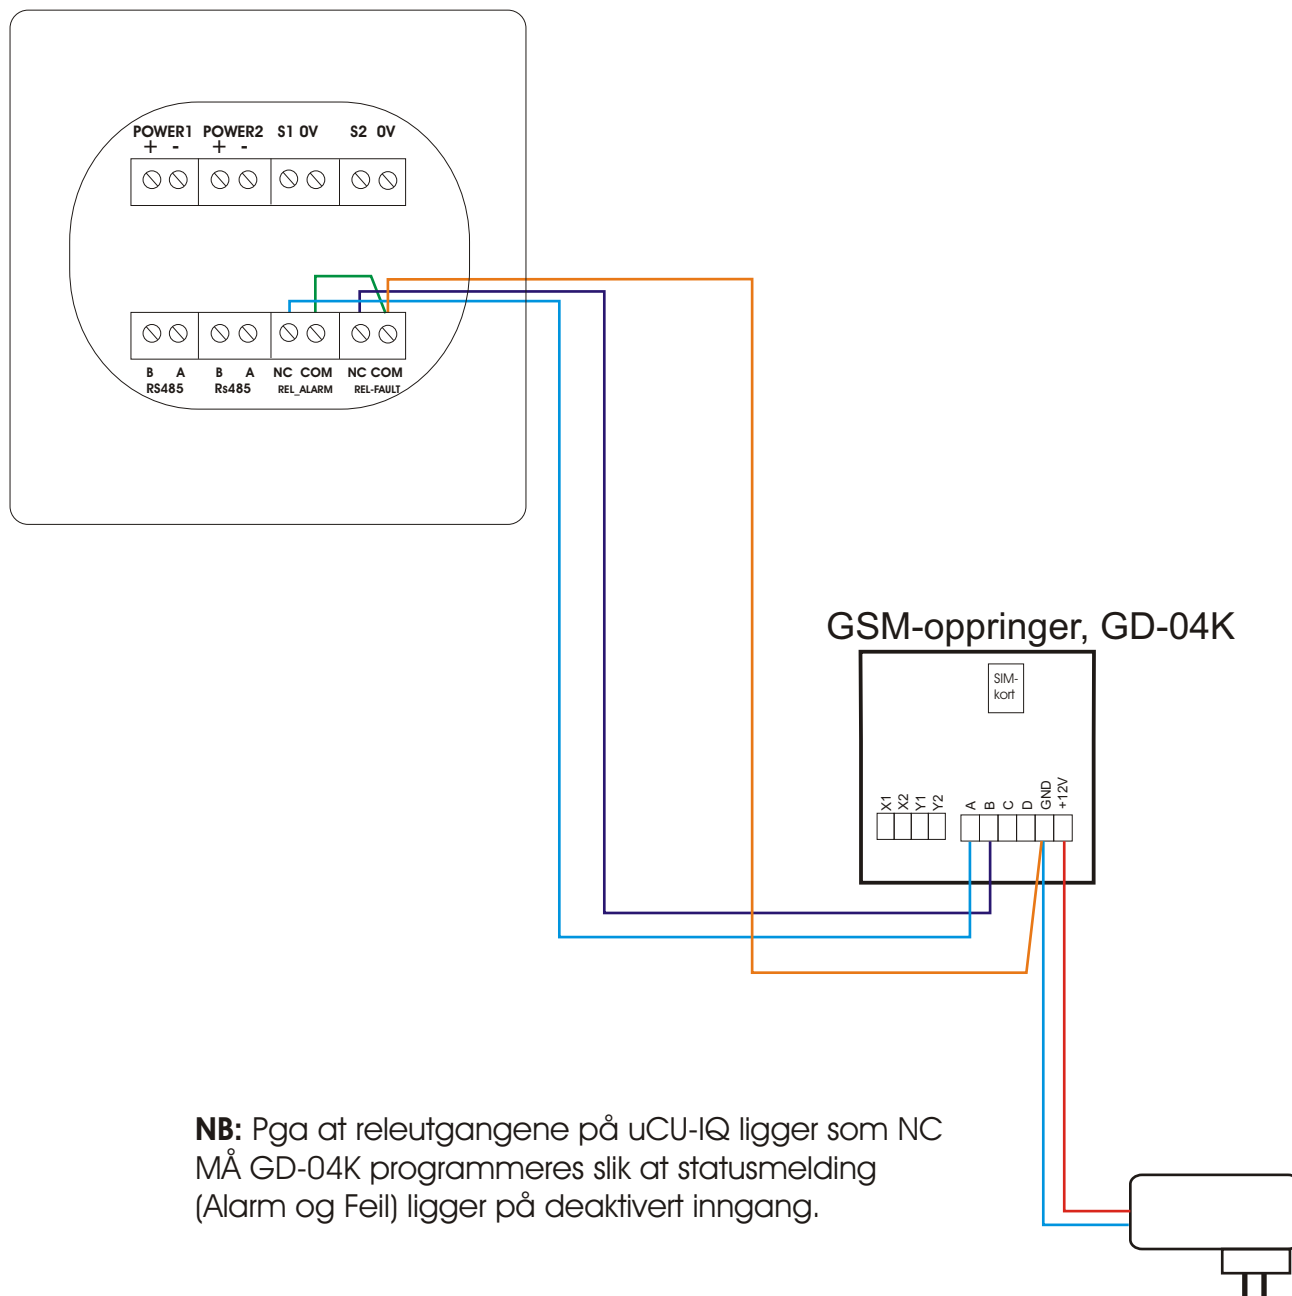 POWER1 POWER2 S1 0V S2 0V
+ - + -
B A B A NC COM NC COM
RS485 Rs485 REL_ALARM REL-FAULT
GSM-oppringer, GD-04K
SIM-
kort
X1 X2 Y1 Y2 A B C D GND +12V
NB: Pga at releutgangene på uCU-IQ ligger som NC
MÅ GD-04K programmeres slik at statusmelding
(Alarm og Feil) ligger på deaktivert inngang.